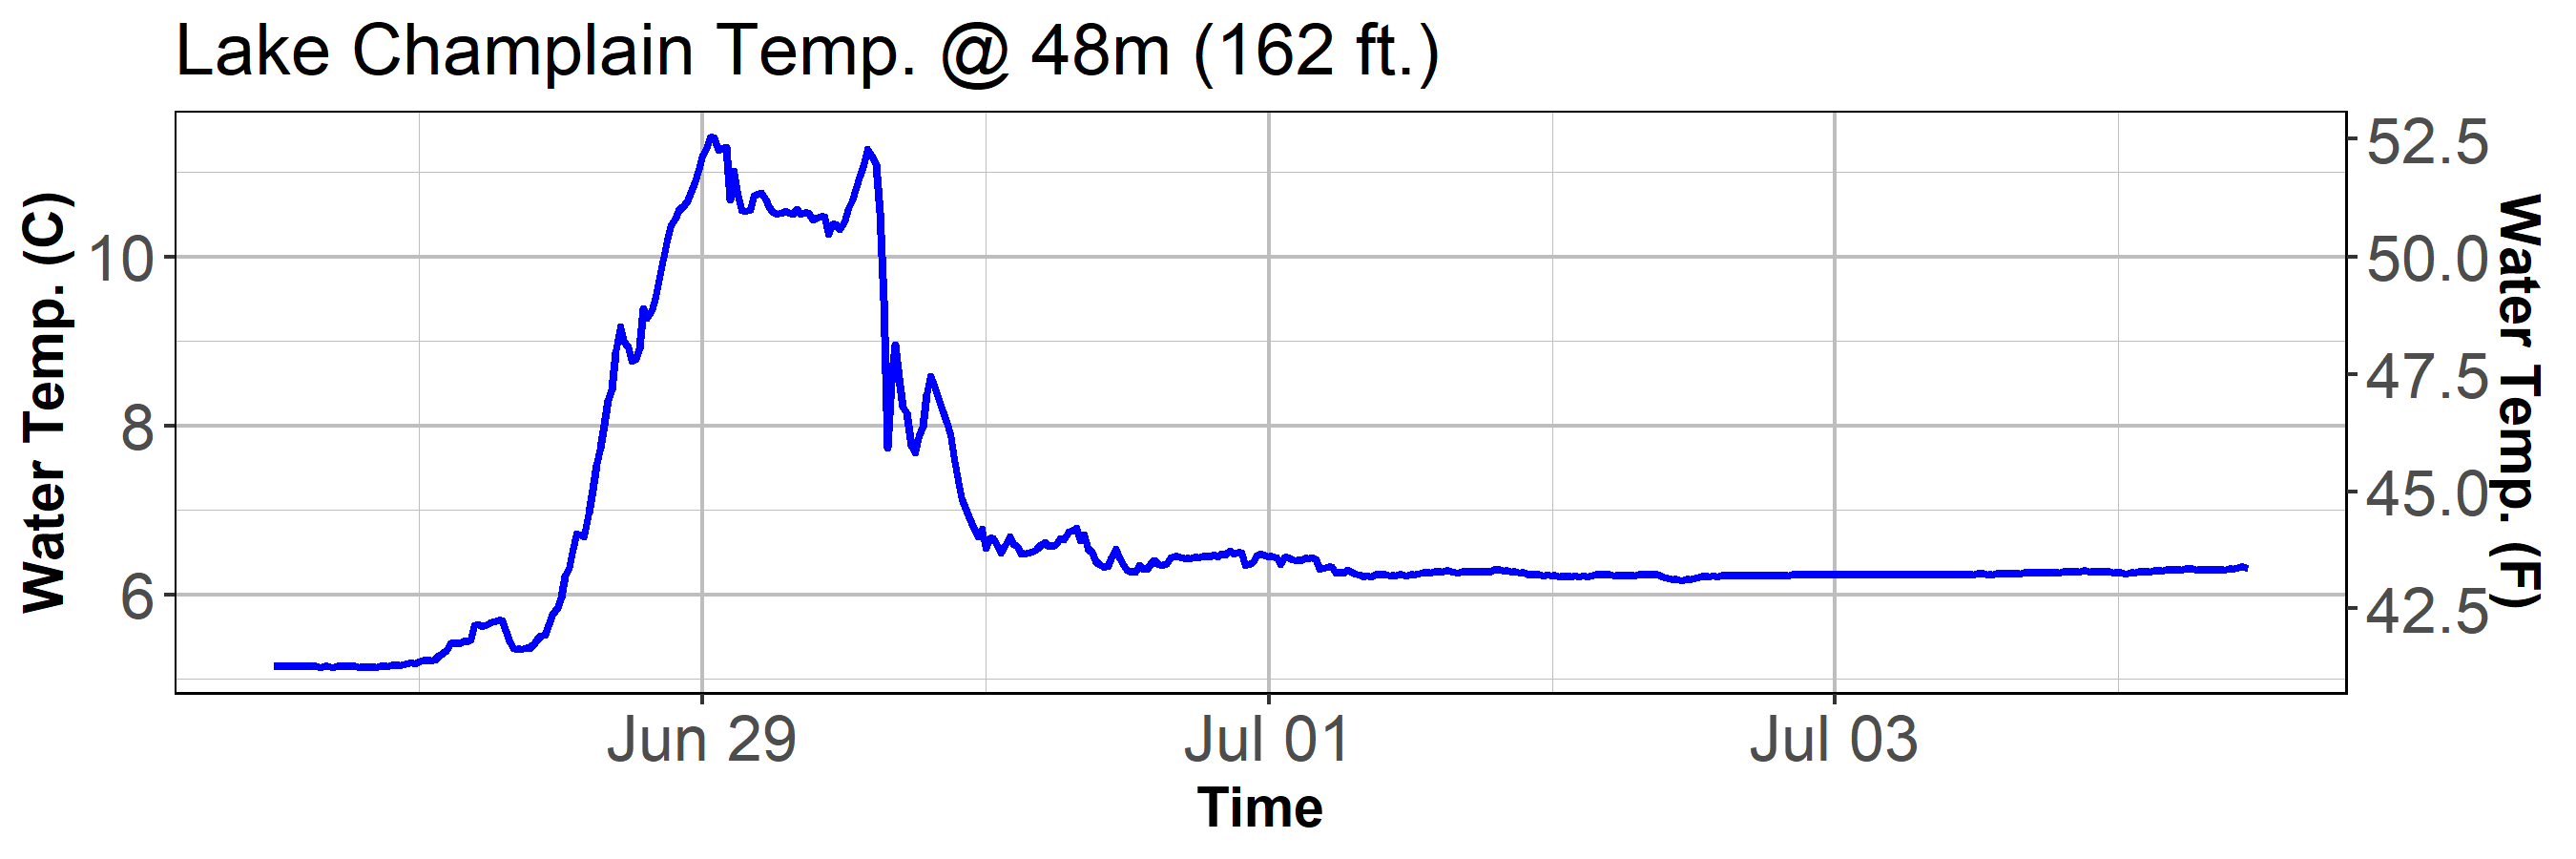 Lake Champlain Temp. @ 48m (162 ft.)
Water Temp. (C)
10
8
6
52.5
50.0
47.5
45.0
42.5
Water Temp. (F)
Jun 29
Jul 01
Jul 03
Time